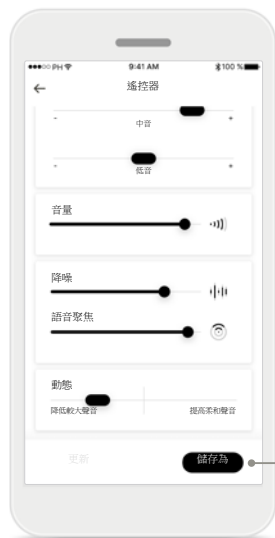 PH 9:41 AM 100 %
遙控器
- 中音 +
- 低音 +
音量
降噪
語音聚焦
動態
降低較大聲音 提高柔和聲音
更新 儲存為